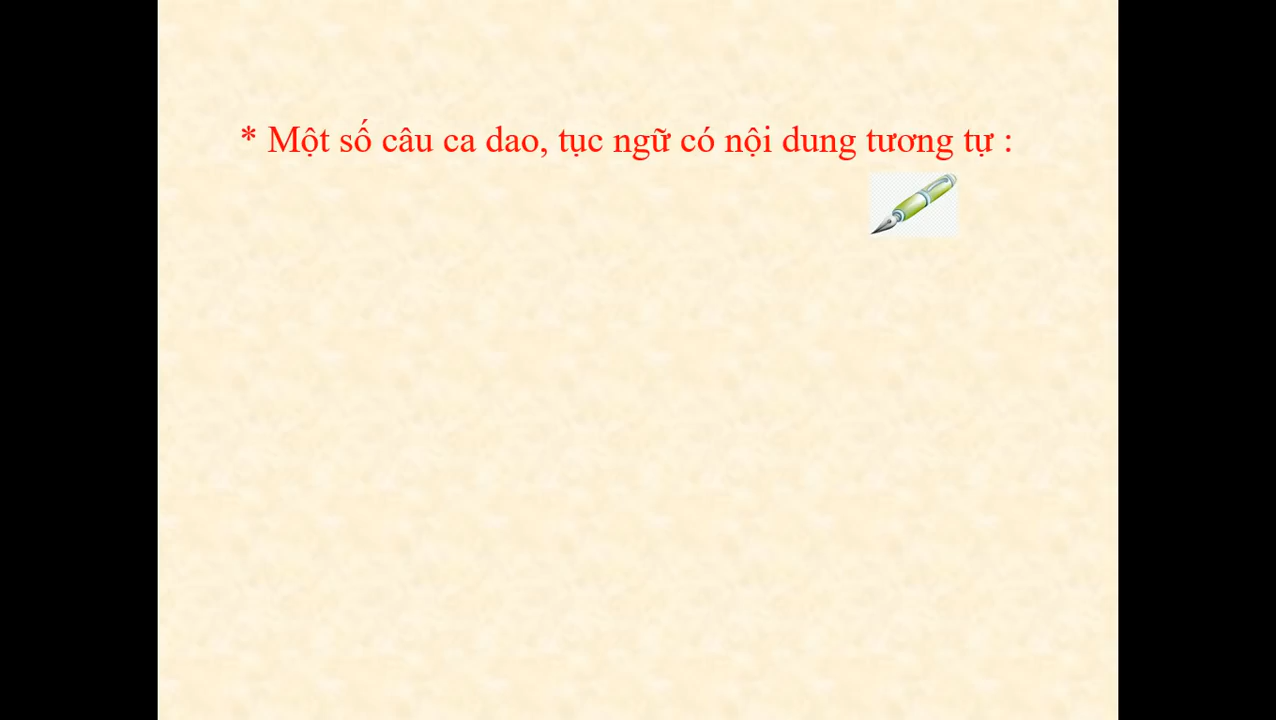 * Một số câu ca dao, tục ngữ có nội dung tương tự :